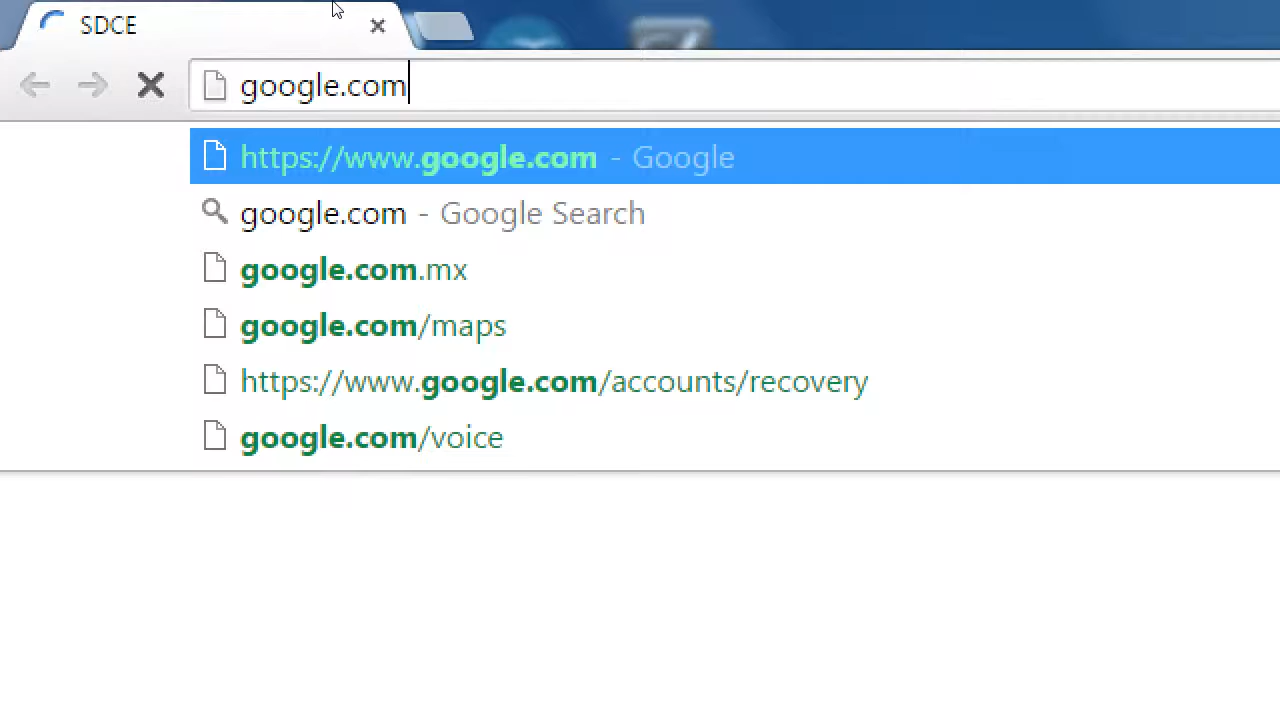 SDCE
google.com
https://www.google.com - Google
google.com - Google Search
google.com.mx
google.com/maps
https://www.google.com/accounts/recovery
google.com/voice